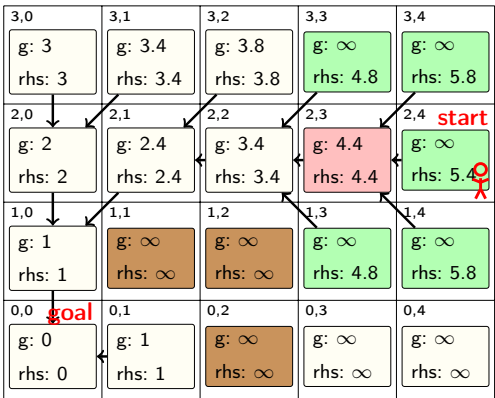 3,0 3,1 3,2 3,3 3,4
g: 3 g: 3.4 g: 3.8 g: ∞ g: ∞
rhs: 3 rhs: 3.4 rhs: 3.8 rhs: 4.8 rhs: 5.8
2,0 2,1 2,2 2,3 2,4 start
g: 2 g: 2.4 g: 3.4 g: 4.4 g: ∞
rhs: 2 rhs: 2.4 rhs: 3.4 rhs: 4.4 rhs: 5.4
1,0 1,1 1,2 1,3 1,4
g: 1 g: ∞ g: ∞ g: ∞ g: ∞
rhs: 1 rhs: ∞ rhs: ∞ rhs: 4.8 rhs: 5.8
0,0 goal 0,1 0,2 0,3 0,4
g: 0 g: 1 g: ∞ g: ∞ g: ∞
rhs: 0 rhs: 1 rhs: ∞ rhs: ∞ rhs: ∞